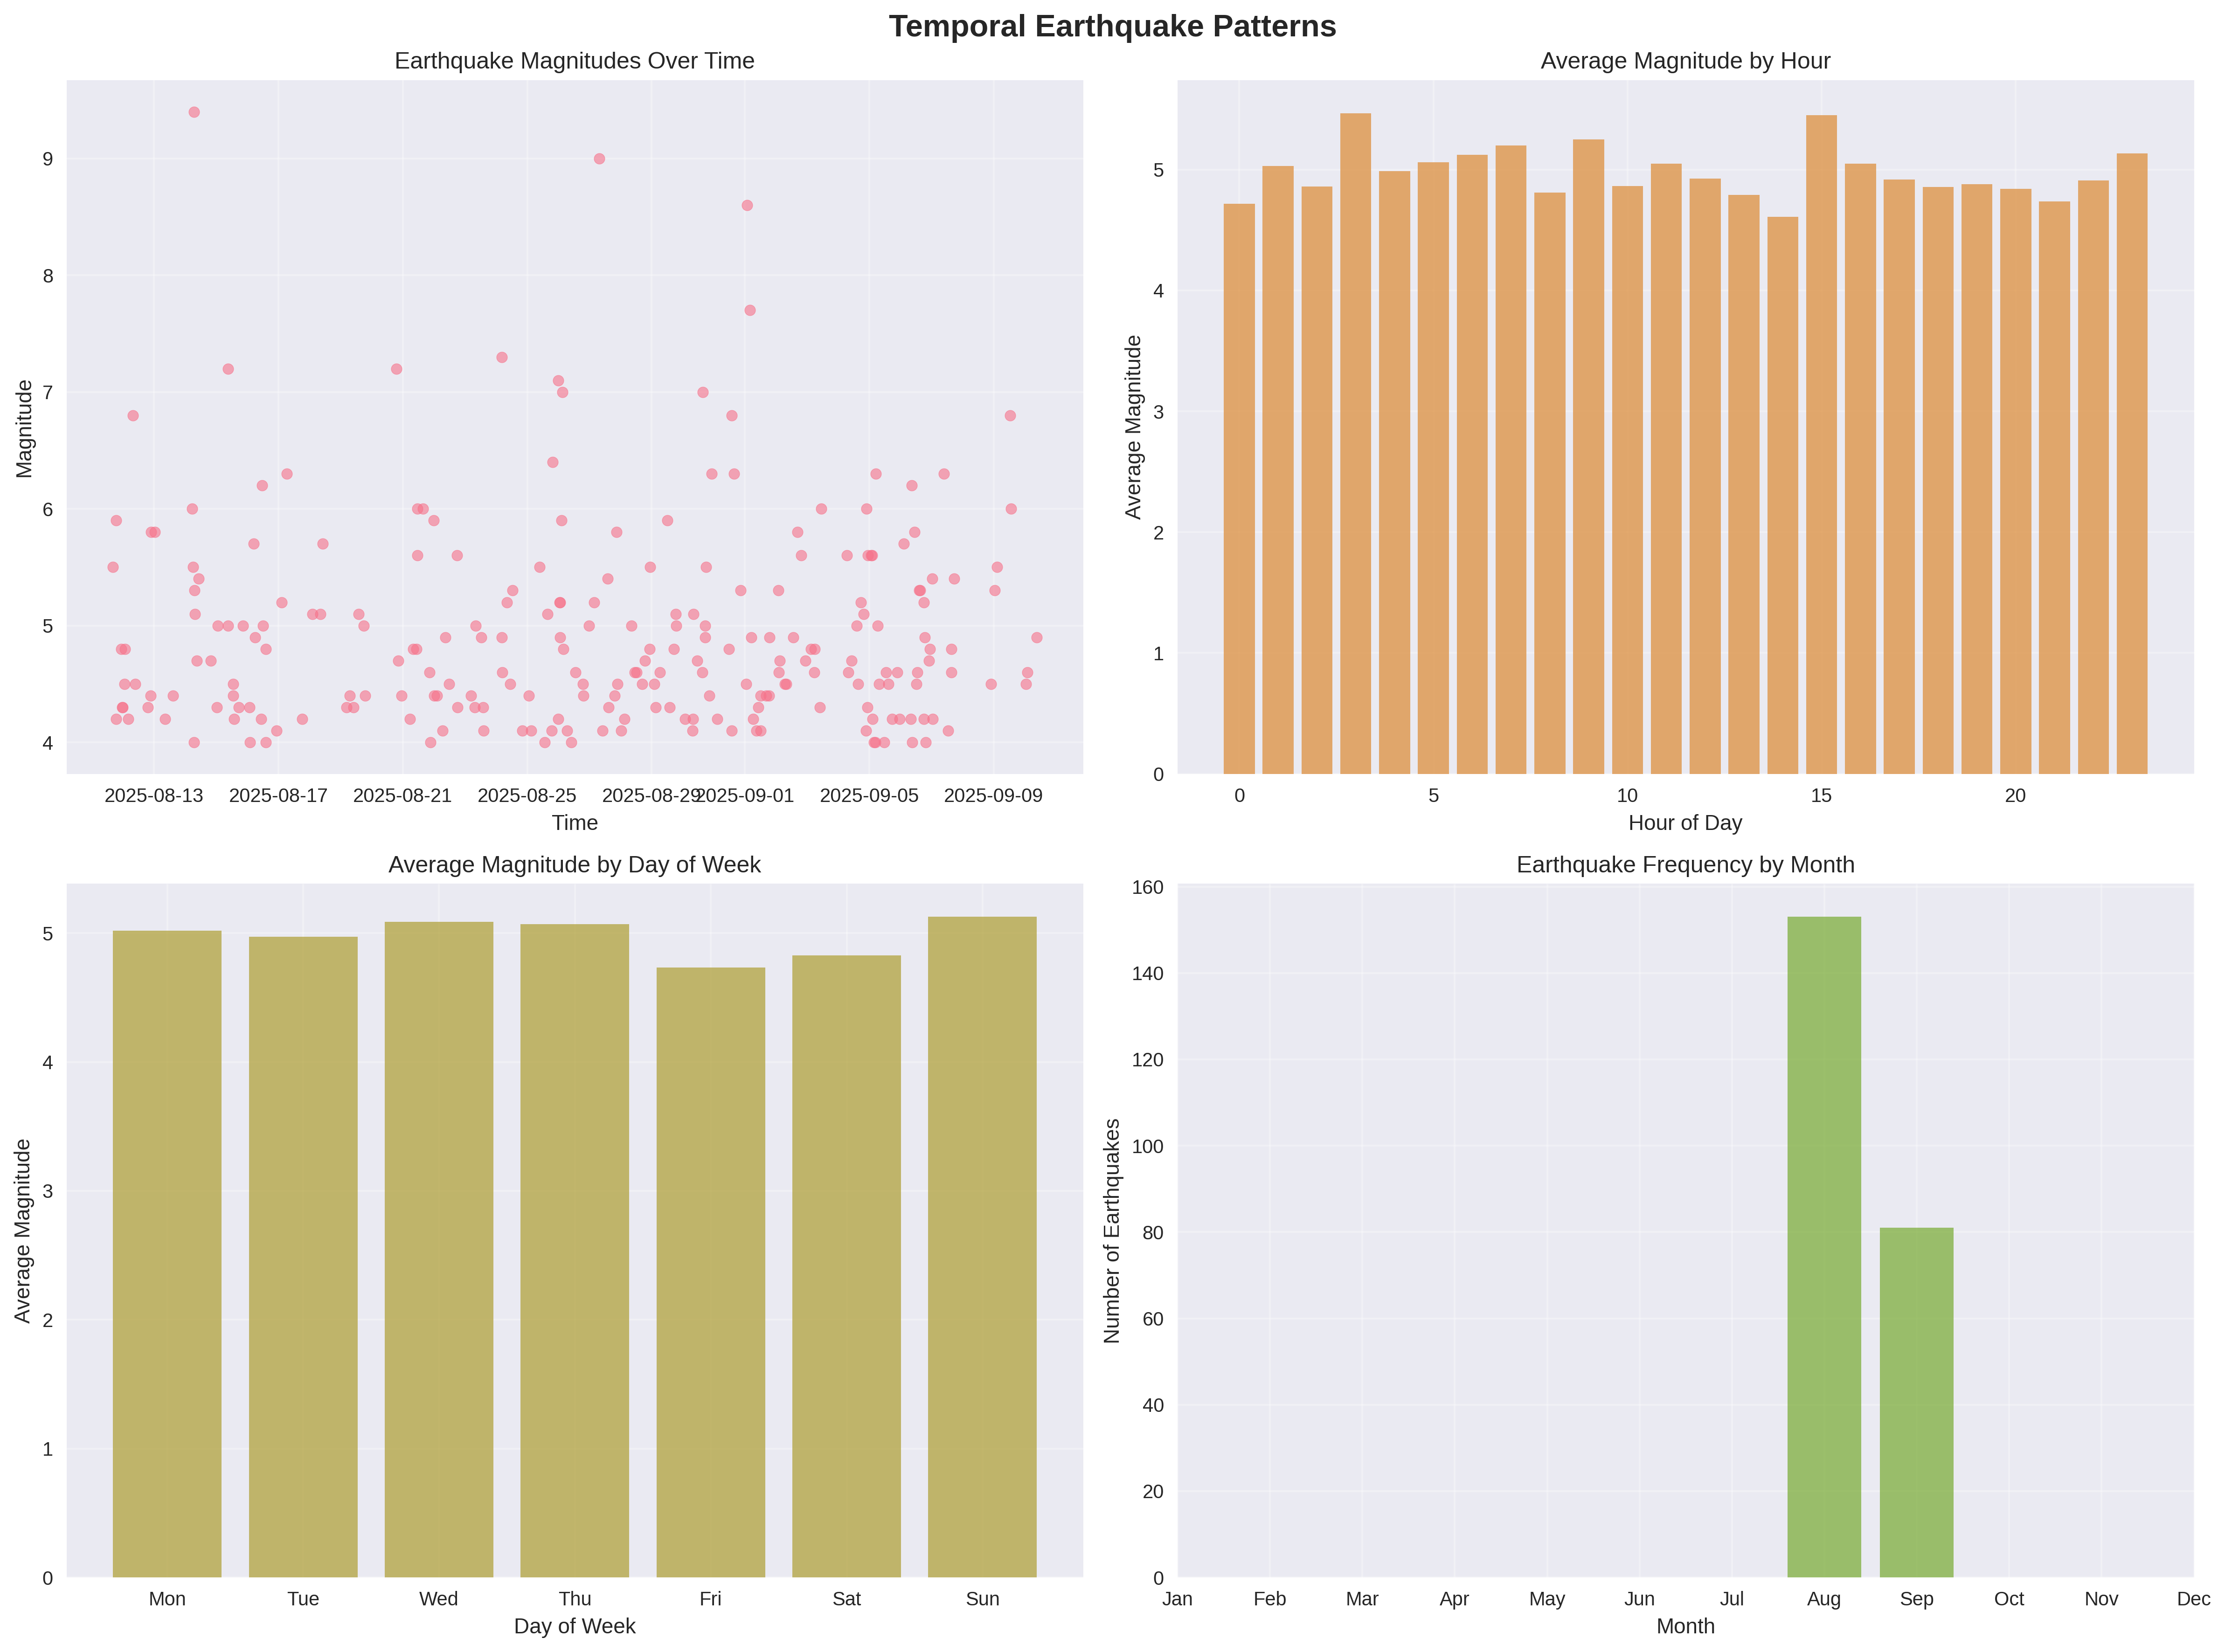 Temporal Earthquake Patterns
Earthquake Magnitudes Over Time
Magnitude
9
8
7
6
5
4
2025-08-13 2025-08-17 2025-08-21 2025-08-25 2025-08-29 2025-09-01 2025-09-05 2025-09-09
Time
Average Magnitude by Hour
Average Magnitude
5
4
3
2
1
0
0 5 10 15 20
Hour of Day
Average Magnitude by Day of Week
Average Magnitude
5
4
3
2
1
0
Mon Tue Wed Thu Fri Sat Sun
Day of Week
Earthquake Frequency by Month
Number of Earthquakes
160
140
120
100
80
60
40
20
0
Jan Feb Mar Apr May Jun Jul Aug Sep Oct Nov Dec
Month